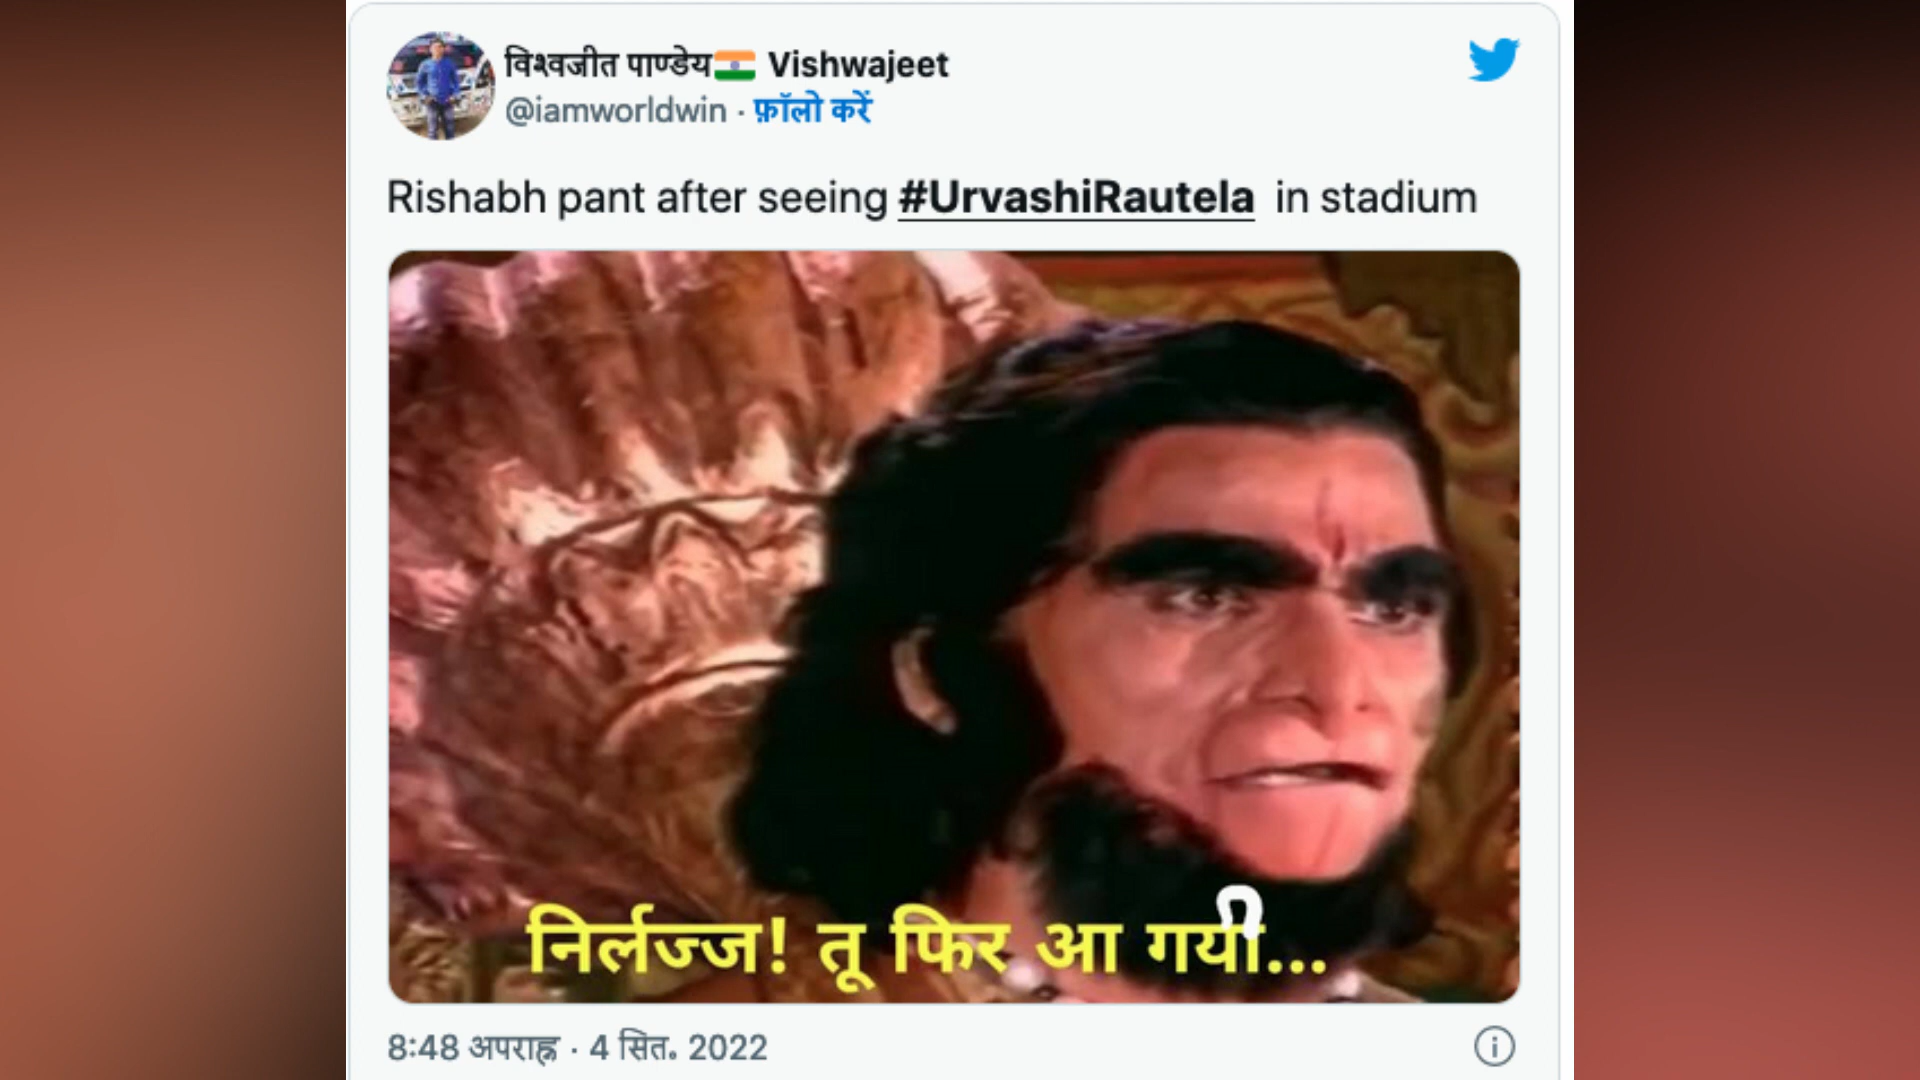 विश्वजीत पाण्डेय🇮🇳 Vishwajeet
@iamworldwin · फ़ॉलो करें
Rishabh pant after seeing #UrvashiRautela in stadium
निर्लज्ज! तू फिर आ गयी...
8:48 अपराह्न · 4 सित॰ 2022